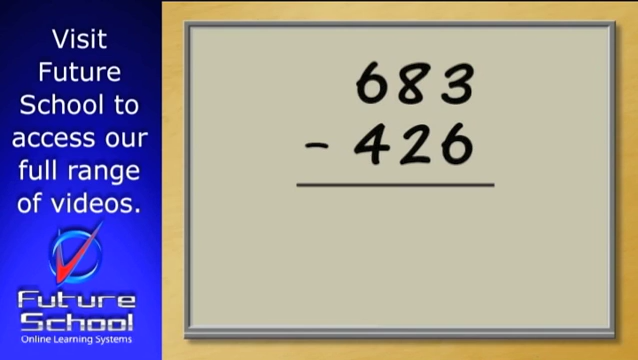 Visit
Future
School to
access our
full range
of videos.
Future
School
Online Learning Systems
683
- 426